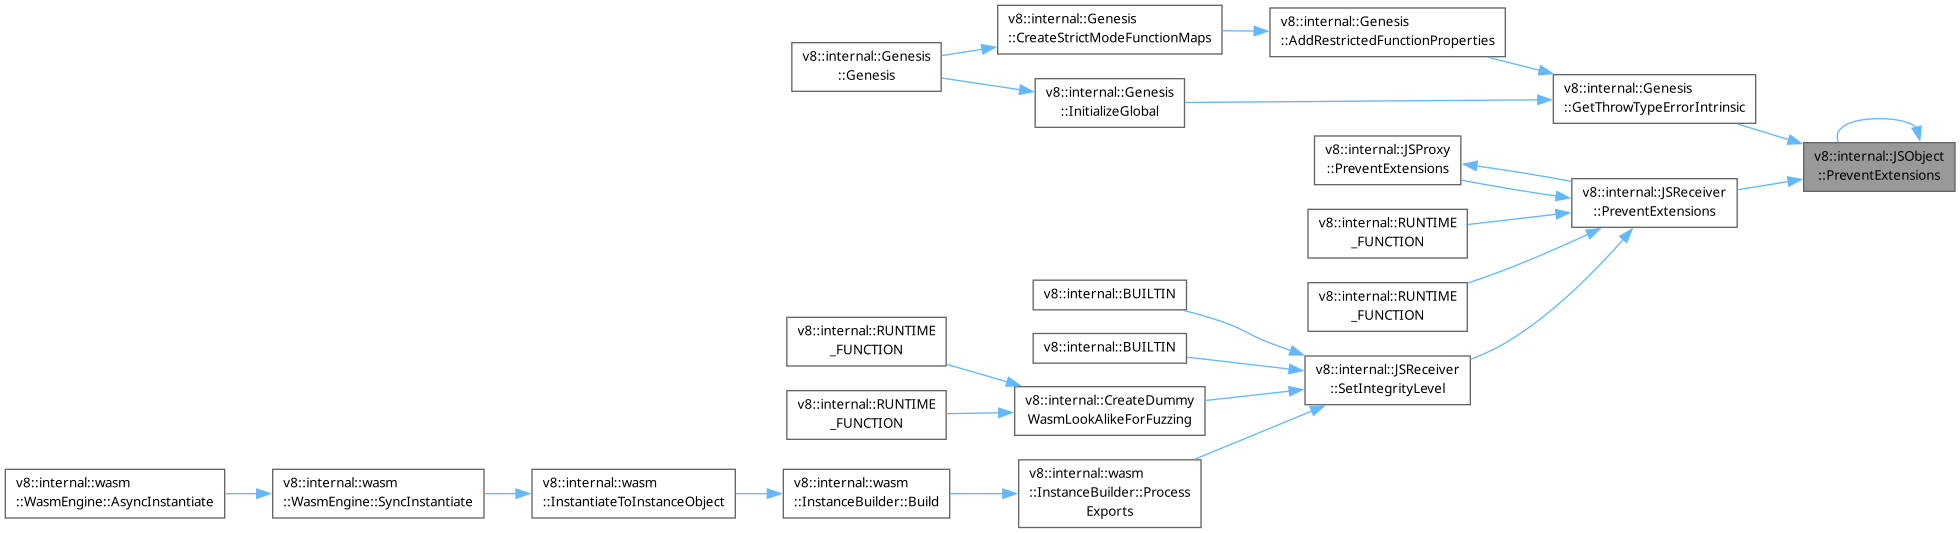 v8::internal::Genesis
::CreateStrictModeFunctionMaps
v8::internal::Genesis
::AddRestrictedFunctionProperties
v8::internal::Genesis
::Genesis
v8::internal::Genesis
::InitializeGlobal
v8::internal::Genesis
::GetThrowTypeErrorIntrinsic
v8::internal::JSProxy
::PreventExtensions
v8::internal::JSObject
::PreventExtensions
v8::internal::JSReceiver
::PreventExtensions
v8::internal::RUNTIME
_FUNCTION
v8::internal::RUNTIME
_FUNCTION
v8::internal::BUILTIN
v8::internal::RUNTIME
_FUNCTION
v8::internal::BUILTIN
v8::internal::JSReceiver
::SetIntegrityLevel
v8::internal::RUNTIME
_FUNCTION
v8::internal::CreateDummy
WasmLookAlikeForFuzzing
v8::internal::wasm
::WasmEngine::AsyncInstantiate
v8::internal::wasm
::WasmEngine::SyncInstantiate
v8::internal::wasm
::InstantiateToInstanceObject
v8::internal::wasm
::InstanceBuilder::Build
v8::internal::wasm
::InstanceBuilder::Process
Exports